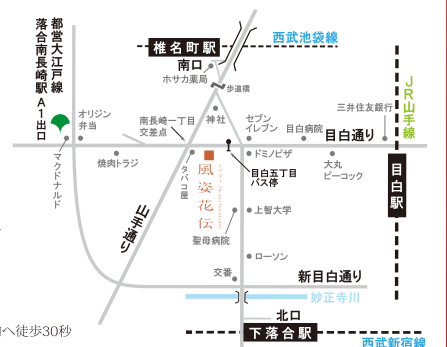 西武池袋線
椎名町駅
南口
ホサカ薬局
歩道橋
都営大江戸線
落合南長崎駅A1出口
JR山手線
オリジン
弁当
マクドナルド
焼肉トラジ
南長崎一丁目
交差点
神社
セブン
イレブン
目白病院
三井住友銀行
目白通り
タバコ屋
風姿花伝
ドミノピザ
目白五丁目
バス停
大丸
ピーコック
目白駅
山手通り
聖母病院
上智大学
ローソン
交番
新目白通り
妙正寺川
北口
下落合駅
西武新宿線
へ徒歩30秒